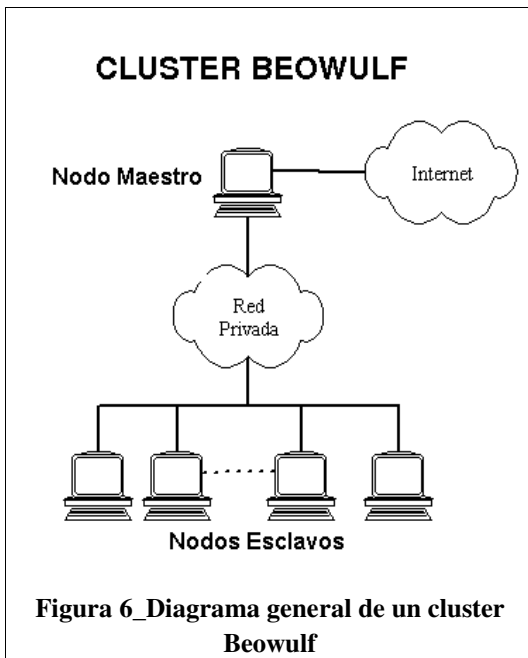 CLUSTER BEOWULF
Nodo Maestro
Internet
Red
Privada
Nodos Esclavos
Figura 6_Diagrama general de un cluster
Beowulf